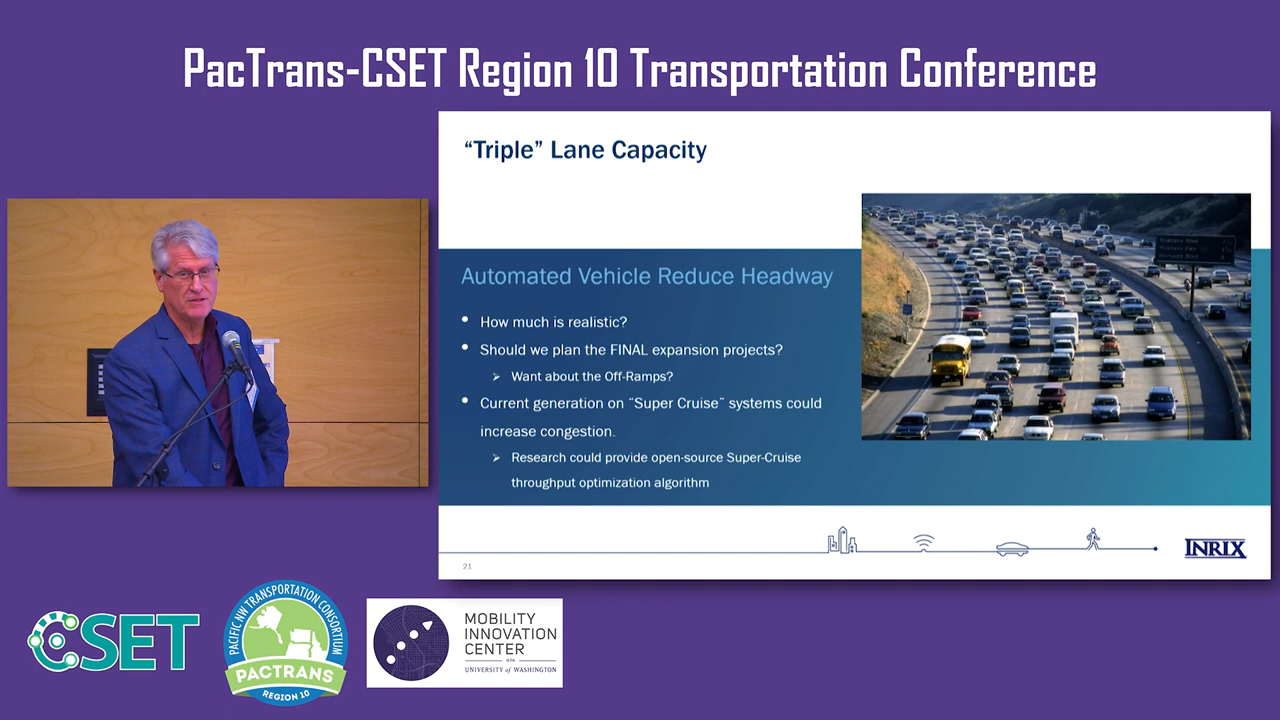 PacTrans-CSET Region 10 Transportation Conference
“Triple” Lane Capacity
Automated Vehicle Reduce Headway
• How much is realistic?
• Should we plan the FINAL expansion projects?
➢ Want about the Off-Ramps?
• Current generation on “Super Cruise” systems could
increase congestion.
➢ Research could provide open-source Super-Cruise
throughput optimization algorithm
INRIX
21
CSET
PACIFIC NW TRANSPORTATION CONSORTIUM
PACTRANS
REGION 10
MOBILITY
INNOVATION
CENTER
UNIVERSITY of WASHINGTON